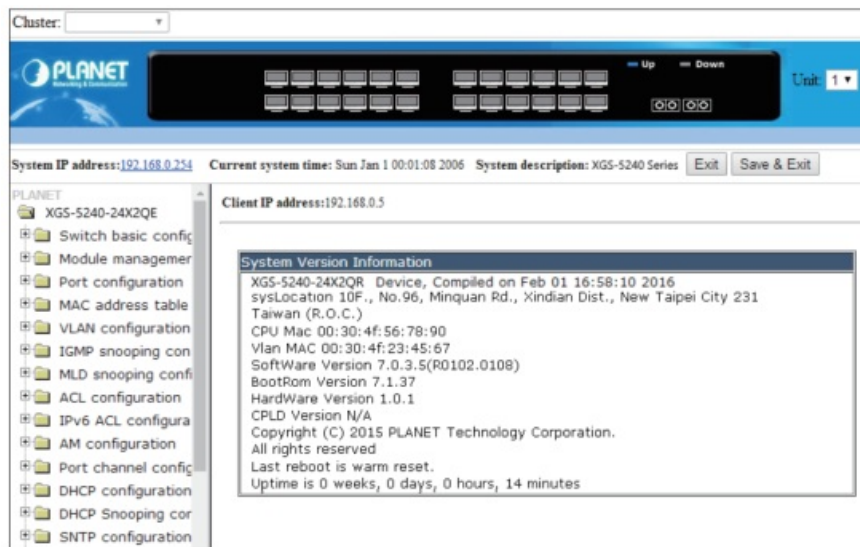 Cluster:
PLANET
Networking & Communication
Up Down
Unit: 1
System IP address:192.168.0.254 Current system time: Sun Jan 1 00:01:08 2006 System description: XGS-5240 Series Exit Save & Exit
PLANET
XGS-5240-24X2QE
Switch basic config
Module managemer
Port configuration
MAC address table
VLAN configuration
IGMP snooping con
MLD snooping confi
ACL configuration
IPv6 ACL configura
AM configuration
Port channel config
DHCP configuration
DHCP Snooping cor
SNTP configuration
Client IP address:192.168.0.5
System Version Information
XGS-5240-24X2QR Device, Compiled on Feb 01 16:58:10 2016
sysLocation 10F., No.96, Minquan Rd., Xindian Dist., New Taipei City 231
Taiwan (R.O.C.)
CPU Mac 00:30:4f:56:78:90
Vlan MAC 00:30:4f:23:45:67
SoftWare Version 7.0.3.5(R0102.0108)
BootRom Version 7.1.37
HardWare Version 1.0.1
CPLD Version N/A
Copyright (C) 2015 PLANET Technology Corporation.
All rights reserved
Last reboot is warm reset.
Uptime is 0 weeks, 0 days, 0 hours, 14 minutes